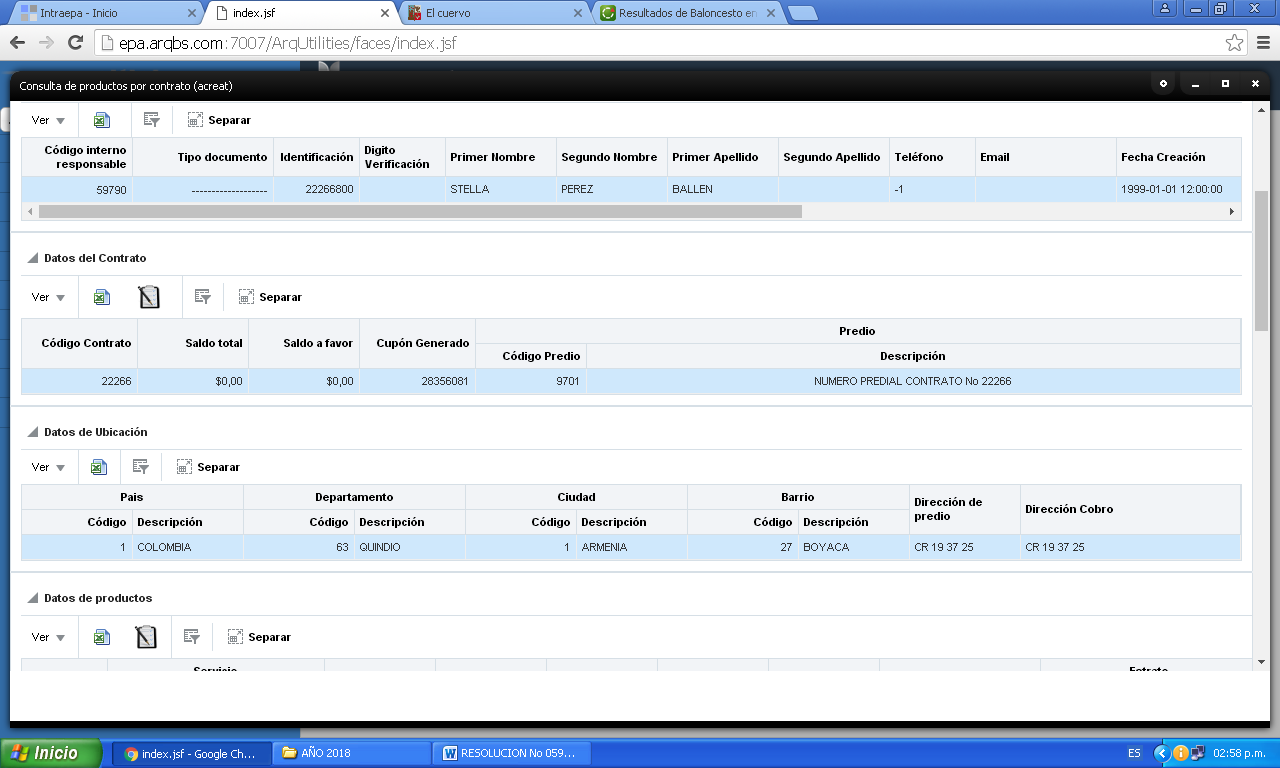 Intraepa - Inicio
index.jsf
El cuervo
Resultados de Baloncesto en
epa.arqbs.com:7007/ArqUtilities/faces/index.jsf
Consulta de productos por contrato (acreat)
Ver
Separar
Código interno responsable
Tipo documento
Identificación
Digito Verificación
Primer Nombre
Segundo Nombre
Primer Apellido
Segundo Apellido
Teléfono
Email
Fecha Creación
59790
-------------------
22266800
STELLA
PEREZ
BALLEN
-1
1999-01-01 12:00:00
Datos del Contrato
Ver
Separar
Código Contrato
Saldo total
Saldo a favor
Cupón Generado
Predio
Código Predio
Descripción
22266
$0,00
$0,00
28356081
9701
NUMERO PREDIAL CONTRATO No 22266
Datos de Ubicación
Ver
Separar
Pais
Departamento
Ciudad
Barrio
Dirección de predio
Dirección Cobro
Código
Descripción
Código
Descripción
Código
Descripción
Código
Descripción
1
COLOMBIA
63
QUINDIO
1
ARMENIA
27
BOYACA
CR 19 37 25
CR 19 37 25
Datos de productos
Ver
Separar
Servicio
Estrato
Inicio
index.jsf - Google Ch...
AÑO 2018
RESOLUCION No 059...
ES
02:58 p.m.